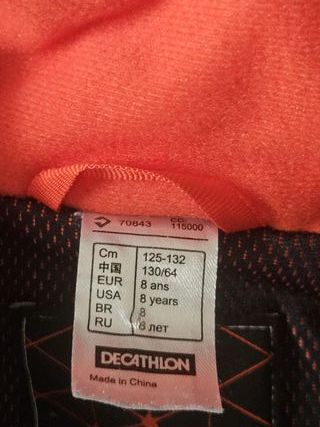 70843 CC: 115000
Cm 125-132
中国 130/64
EUR 8 ans
USA 8 years
BR 8
RU 8 лет
DECATHLON
Made in China